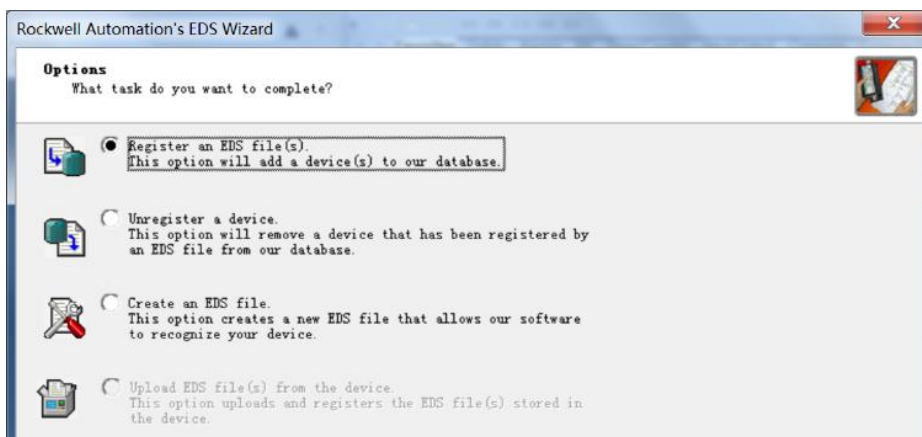 Rockwell Automation's EDS Wizard
Options
What task do you want to complete?
Register an EDS file(s).
This option will add a device(s) to our database.
Unregister a device.
This option will remove a device that has been registered by
an EDS file from our database.
Create an EDS file.
This option creates a new EDS file that allows our software
to recognize your device.
Upload EDS file(s) from the device.
This option uploads and registers the EDS file(s) stored in
the device.